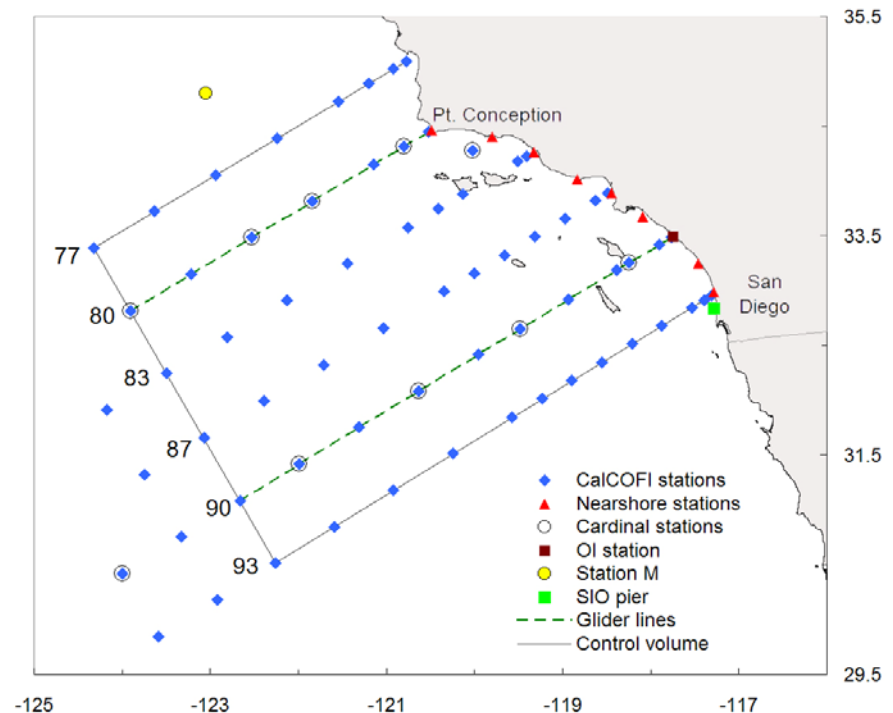 35.5
Pt. Conception
77
33.5
80
San
Diego
83
87
31.5
CalCOFI stations
90
Nearshore stations
Cardinal stations
OI station
93
Station M
SIO pier
Glider lines
Control volume
29.5
-125
-123
-121
-119
-117